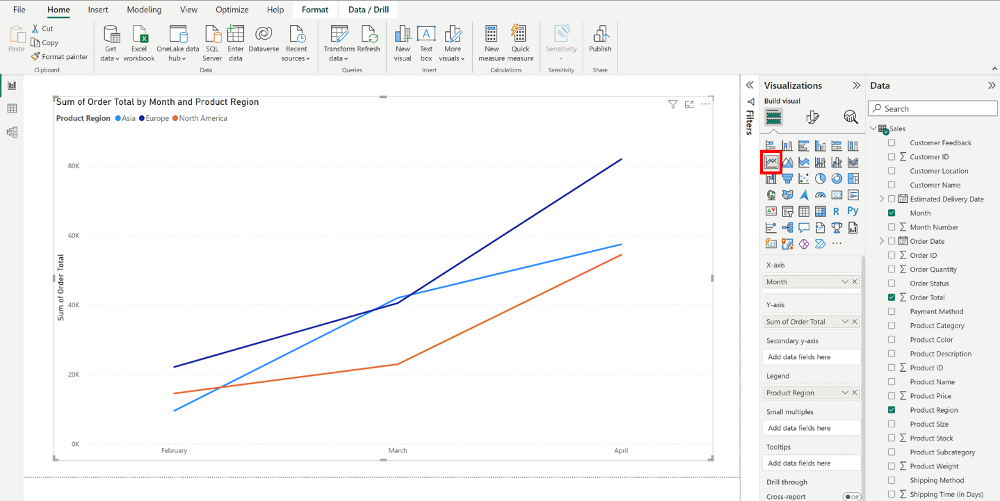 File Home Insert Modeling View Optimize Help Format Data / Drill
Paste
Cut
Copy
Format painter
Clipboard
Get data
Excel workbook
OneLake data hub
SQL Server
Enter data
Dataverse
Recent sources
Data
Transform data
Refresh
Queries
New visual
Text box
More visuals
Insert
New measure
Quick measure
Calculations
Sensitivity
Sensitivity
Publish
Share
Sum of Order Total by Month and Product Region
Product Region Asia Europe North America
Sum of Order Total
80K
60K
40K
20K
0K
February March April
Filters
Visualizations
Build visual
123
R
Py
123
X-axis
Month
Y-axis
Sum of Order Total
Secondary y-axis
Add data fields here
Legend
Product Region
Small multiples
Add data fields here
Tooltips
Add data fields here
Drill through
Cross-report Off
Data
Search
Sales
Customer Feedback
Customer ID
Customer Location
Customer Name
Estimated Delivery Date
Month
Month Number
Order Date
Order ID
Order Quantity
Order Status
Order Total
Payment Method
Product Category
Product Color
Product Description
Product ID
Product Name
Product Price
Product Region
Product Size
Product Stock
Product Subcategory
Product Weight
Shipping Method
Shipping Time (in Days)